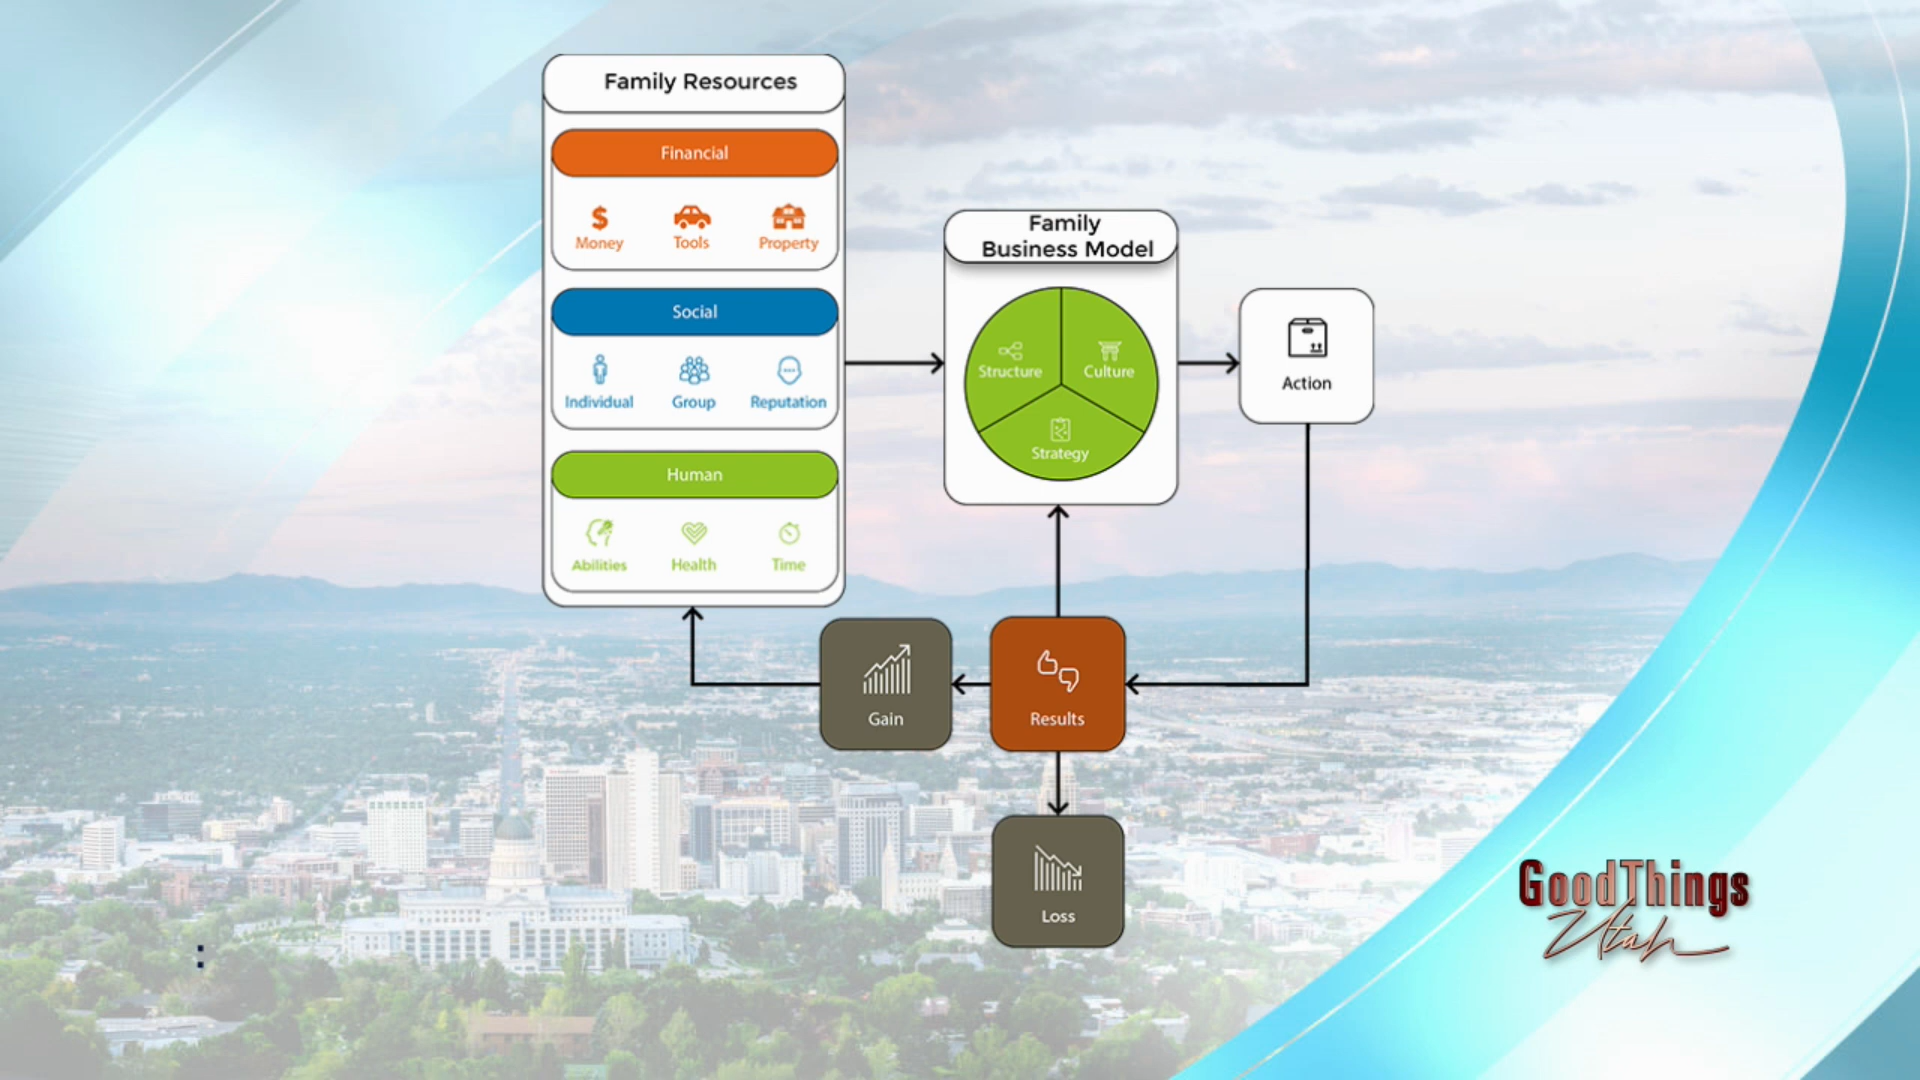 Family Resources
Financial
Money
Tools
Property
Social
Individual
Group
Reputation
Human
Abilities
Health
Time
Family
Business Model
Structure
Culture
Strategy
Action
Gain
Results
Loss
:
GoodThings
Utah